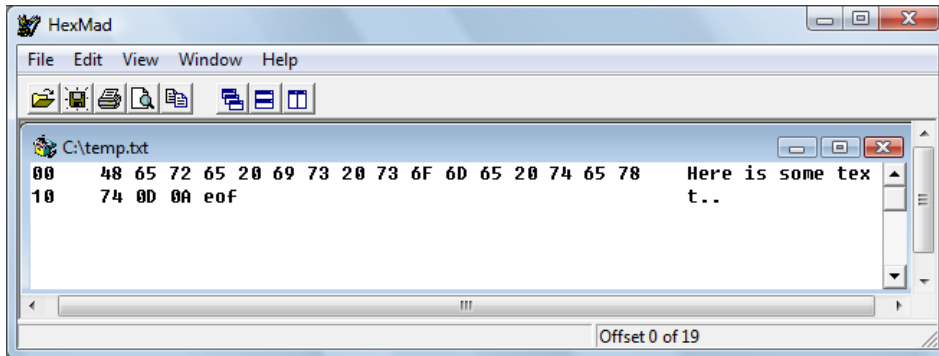 HexMad
File Edit View Window Help
C:\temp.txt
00 48 65 72 65 20 69 73 20 73 6F 6D 65 20 74 65 78 Here is some tex
10 74 0D 0A eof t..
Offset 0 of 19